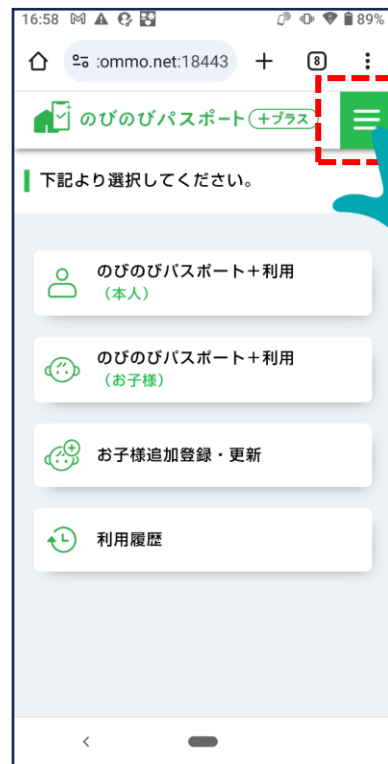 16:58 89%
:ommo.net:18443 8
のびのびパスポート +プラス
下記より選択してください。
のびのびパスポート+利用
(本人)
のびのびパスポート+利用
(お子様)
お子様追加登録・更新
利用履歴